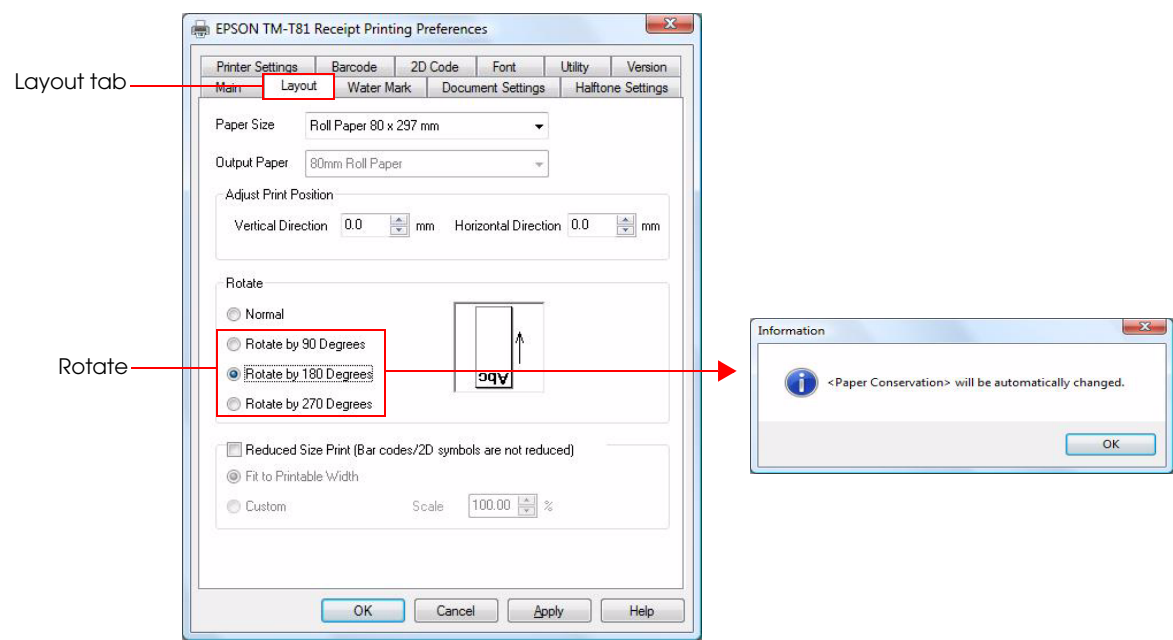 EPSON TM-T81 Receipt Printing Preferences
Printer Settings Barcode 2D Code Font Utility Version
Layout tab
Main Layout Water Mark Document Settings Halftone Settings
Paper Size Roll Paper 80 x 297 mm
Output Paper 80mm Roll Paper
Adjust Print Position
Vertical Direction 0.0 mm Horizontal Direction 0.0 mm
Rotate
Normal
Rotate by 90 Degrees
Rotate
Rotate by 180 Degrees
Abc
Rotate by 270 Degrees
Reduced Size Print (Bar codes/2D symbols are not reduced)
Fit to Printable Width
Custom Scale 100.00 %
OK Cancel Apply Help
Information
<Paper Conservation> will be automatically changed.
OK